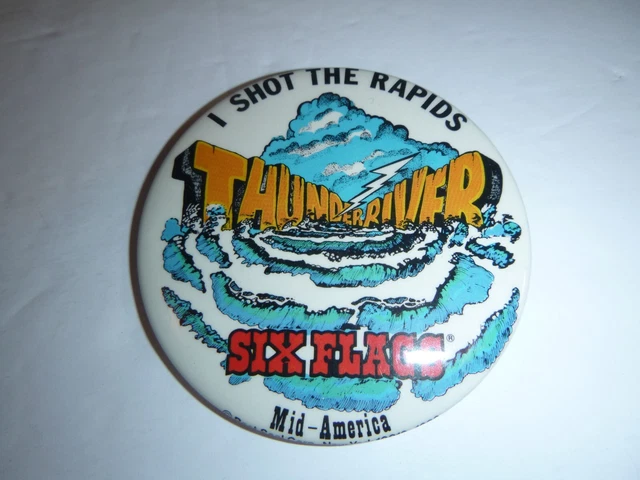 I SHOT THE RAPIDS
THUNDER RIVER
SIX FLAGS®
Mid-America